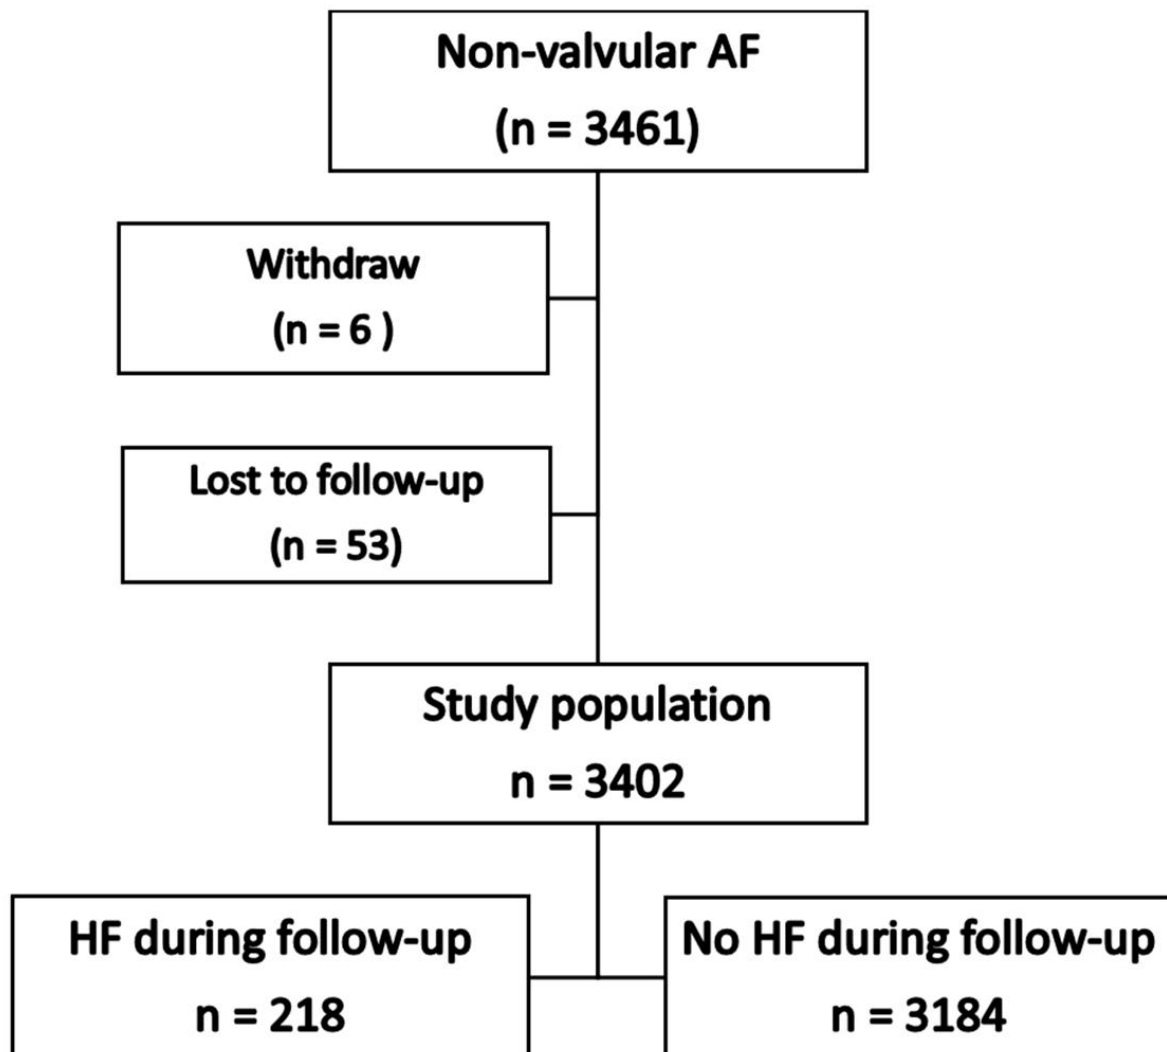 Non-valvular AF
(n = 3461)
Withdraw
(n = 6 )
Lost to follow-up
(n = 53)
Study population
n = 3402
HF during follow-up
n = 218
No HF during follow-up
n = 3184